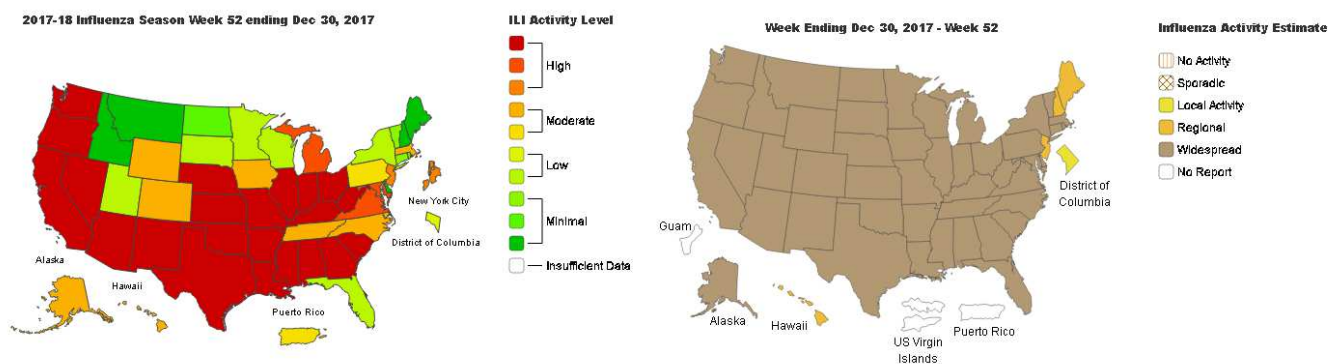 2017-18 Influenza Season Week 52 ending Dec 30, 2017
ILI Activity Level
High
Moderate
Low
Minimal
Insufficient Data
New York City
District of Columbia
Alaska
Hawaii
Puerto Rico
Week Ending Dec 30, 2017 - Week 52
Influenza Activity Estimate
No Activity
Sporadic
Local Activity
Regional
Widespread
No Report
District of
Columbia
Guam
Alaska
Hawaii
US Virgin
Islands
Puerto Rico